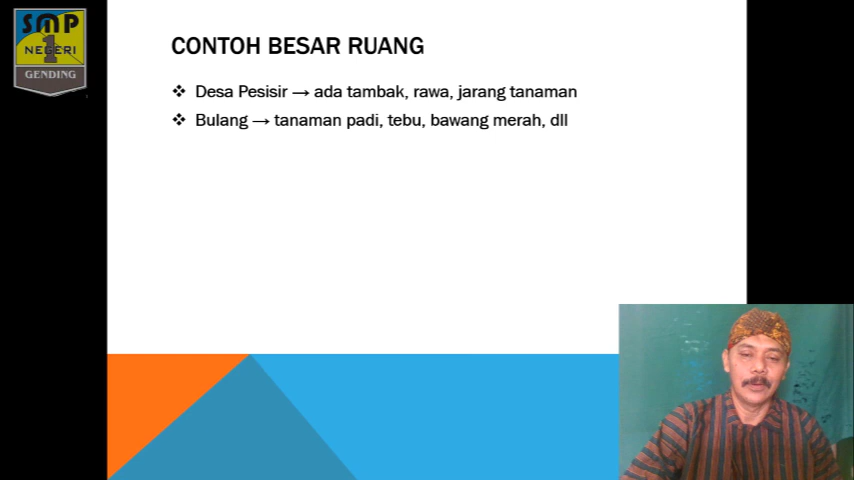 SMP
1
NEGERI
GENDING
CONTOH BESAR RUANG
❖ Desa Pesisir → ada tambak, rawa, jarang tanaman
❖ Bulang → tanaman padi, tebu, bawang merah, dll